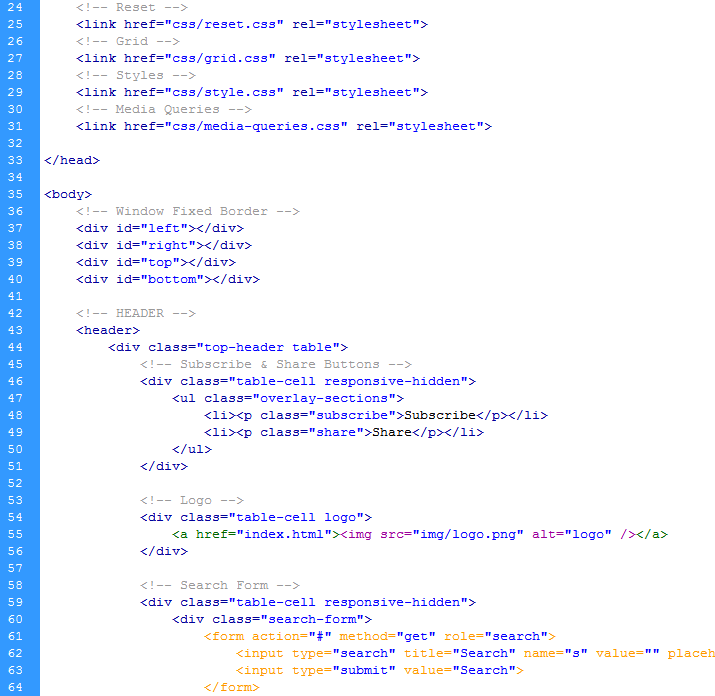 24 <!-- Reset -->
25 <link href="css/reset.css" rel="stylesheet">
26 <!-- Grid -->
27 <link href="css/grid.css" rel="stylesheet">
28 <!-- Styles -->
29 <link href="css/style.css" rel="stylesheet">
30 <!-- Media Queries -->
31 <link href="css/media-queries.css" rel="stylesheet">
32
33 </head>
34
35 <body>
36 <!-- Window Fixed Border -->
37 <div id="left"></div>
38 <div id="right"></div>
39 <div id="top"></div>
40 <div id="bottom"></div>
41
42 <!-- HEADER -->
43 <header>
44 <div class="top-header table">
45 <!-- Subscribe & Share Buttons -->
46 <div class="table-cell responsive-hidden">
47 <ul class="overlay-sections">
48 <li><p class="subscribe">Subscribe</p></li>
49 <li><p class="share">Share</p></li>
50 </ul>
51 </div>
52
53 <!-- Logo -->
54 <div class="table-cell logo">
55 <a href="index.html"><img src="img/logo.png" alt="logo" /></a>
56 </div>
57
58 <!-- Search Form -->
59 <div class="table-cell responsive-hidden">
60 <div class="search-form">
61 <form action="#" method="get" role="search">
62 <input type="search" title="Search" name="s" value="" placeh
63 <input type="submit" value="Search">
64 </form>